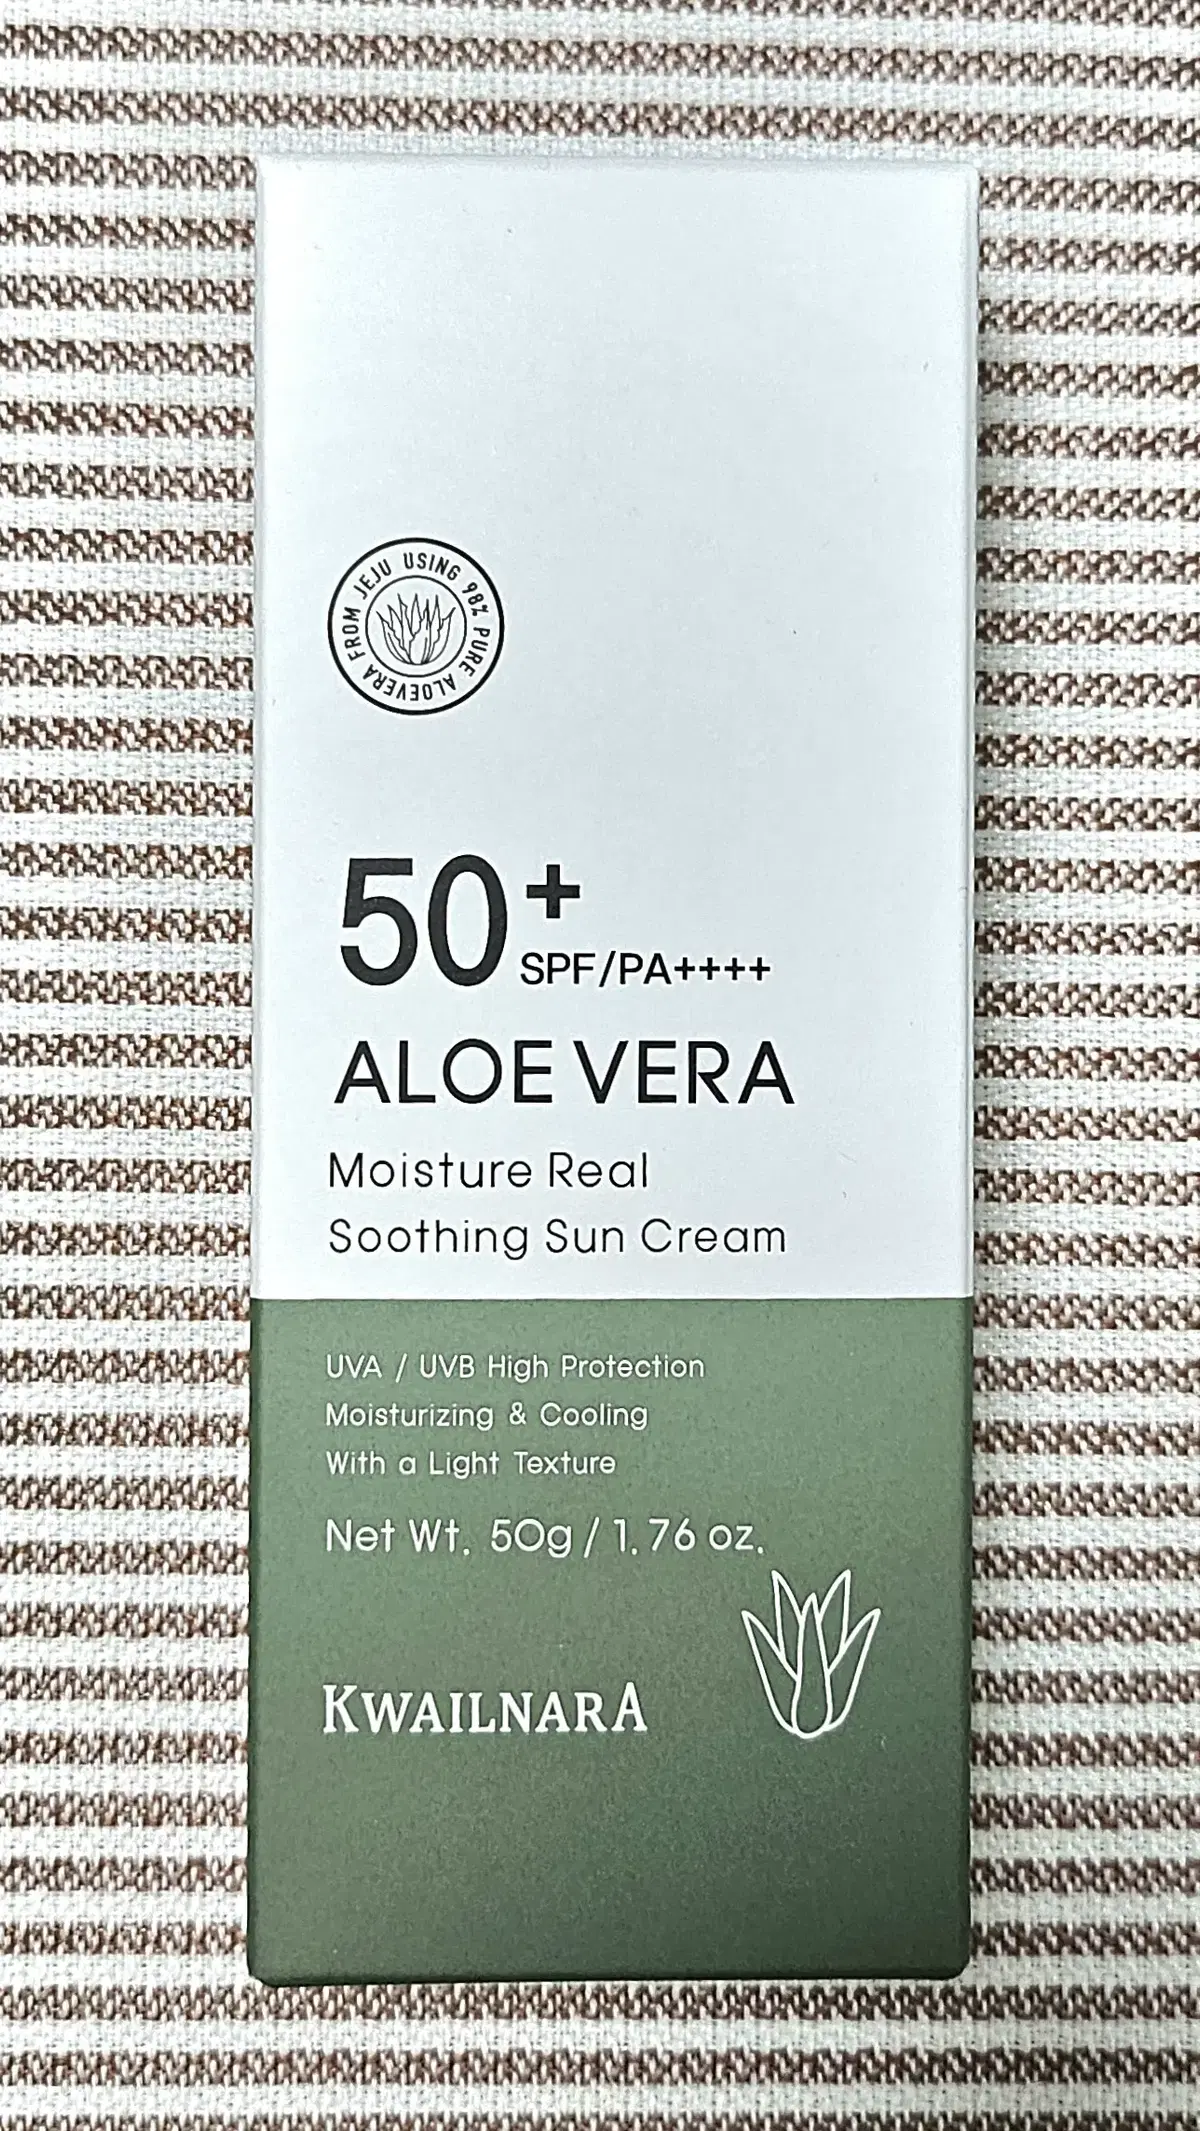 USING 98% PURE ALOEVERA FROM JEJU
50+
SPF/PA++++
ALOE VERA
Moisture Real
Soothing Sun Cream
UVA / UVB High Protection
Moisturizing & Cooling
With a Light Texture
Net Wt. 50g / 1.76 oz.
KWAILNARA